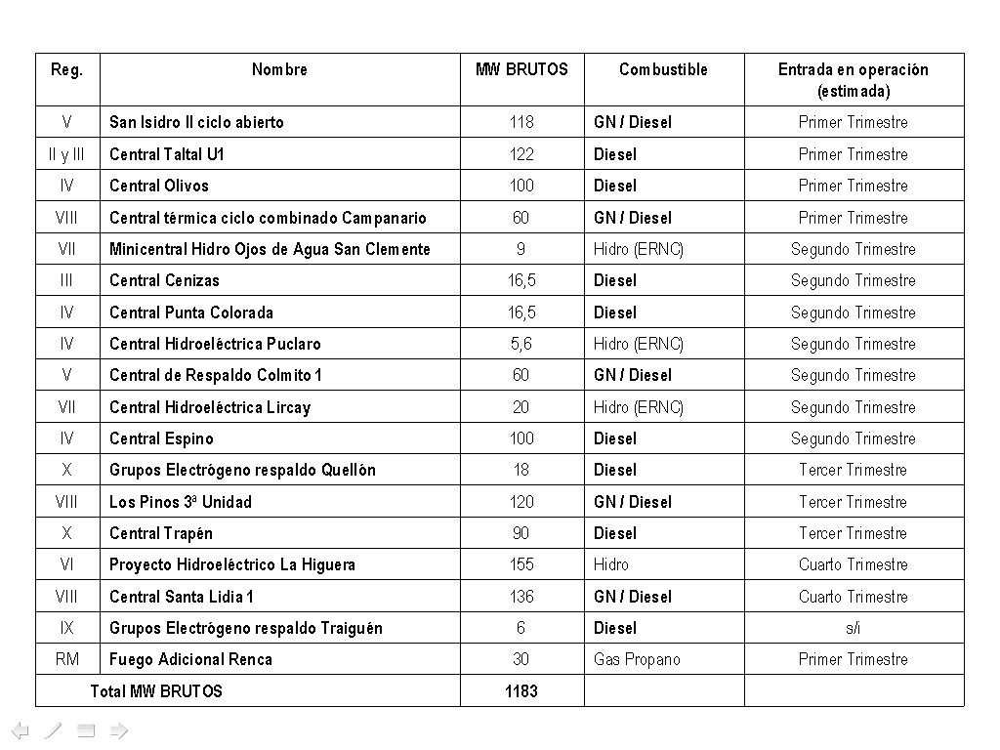 Reg. Nombre MW BRUTOS Combustible Entrada en operación
(estimada)
V San Isidro II ciclo abierto 118 GN / Diesel Primer Trimestre
II y III Central Taltal U1 122 Diesel Primer Trimestre
IV Central Olivos 100 Diesel Primer Trimestre
VIII Central térmica ciclo combinado Campanario 60 GN / Diesel Primer Trimestre
VII Minicentral Hidro Ojos de Agua San Clemente 9 Hidro (ERNC) Segundo Trimestre
III Central Cenizas 16,5 Diesel Segundo Trimestre
IV Central Punta Colorada 16,5 Diesel Segundo Trimestre
IV Central Hidroeléctrica Puclaro 5,6 Hidro (ERNC) Segundo Trimestre
V Central de Respaldo Colmito 1 60 GN / Diesel Segundo Trimestre
VII Central Hidroeléctrica Lircay 20 Hidro (ERNC) Segundo Trimestre
IV Central Espino 100 Diesel Segundo Trimestre
X Grupos Electrógeno respaldo Quellón 18 Diesel Tercer Trimestre
VIII Los Pinos 3ª Unidad 120 GN / Diesel Tercer Trimestre
X Central Trapén 90 Diesel Tercer Trimestre
VI Proyecto Hidroeléctrico La Higuera 155 Hidro Cuarto Trimestre
VIII Central Santa Lidia 1 136 GN / Diesel Cuarto Trimestre
IX Grupos Electrógeno respaldo Traiguén 6 Diesel s/i
RM Fuego Adicional Renca 30 Gas Propano Primer Trimestre
Total MW BRUTOS 1183